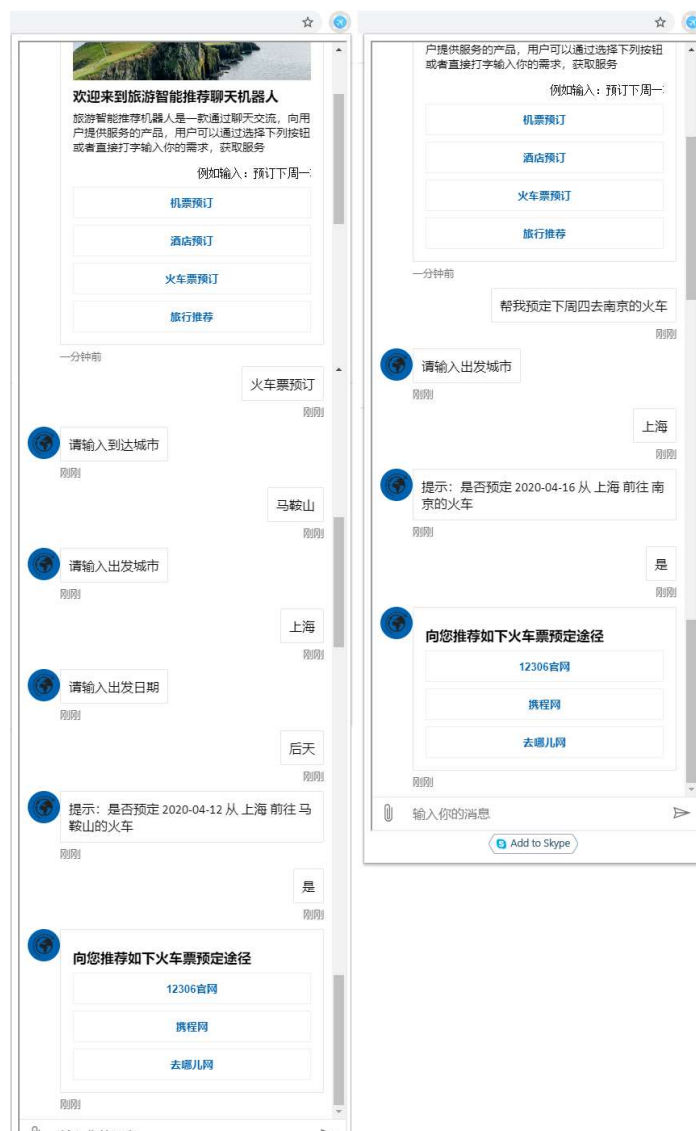 欢迎来到旅游智能推荐聊天机器人
旅游智能推荐机器人是一款通过聊天交流，向用
户提供服务的产品，用户可以通过选择下列按钮
或者直接打字输入你的需求，获取服务
例如输入：预订下周一
机票预订
酒店预订
火车票预订
旅行推荐
一分钟前
火车票预订
刚刚
请输入到达城市
刚刚
马鞍山
刚刚
请输入出发城市
刚刚
上海
刚刚
请输入出发日期
刚刚
后天
刚刚
提示：是否预定 2020-04-12 从 上海 前往 马
鞍山的火车
刚刚
是
刚刚
向您推荐如下火车票预定途径
12306官网
携程网
去哪儿网
刚刚
户提供服务的产品，用户可以通过选择下列按钮
或者直接打字输入你的需求，获取服务
例如输入：预订下周一
机票预订
酒店预订
火车票预订
旅行推荐
一分钟前
帮我预定下周四去南京的火车
刚刚
请输入出发城市
刚刚
上海
刚刚
提示：是否预定 2020-04-16 从 上海 前往 南
京的火车
刚刚
是
刚刚
向您推荐如下火车票预定途径
12306官网
携程网
去哪儿网
刚刚
输入你的消息
Add to Skype